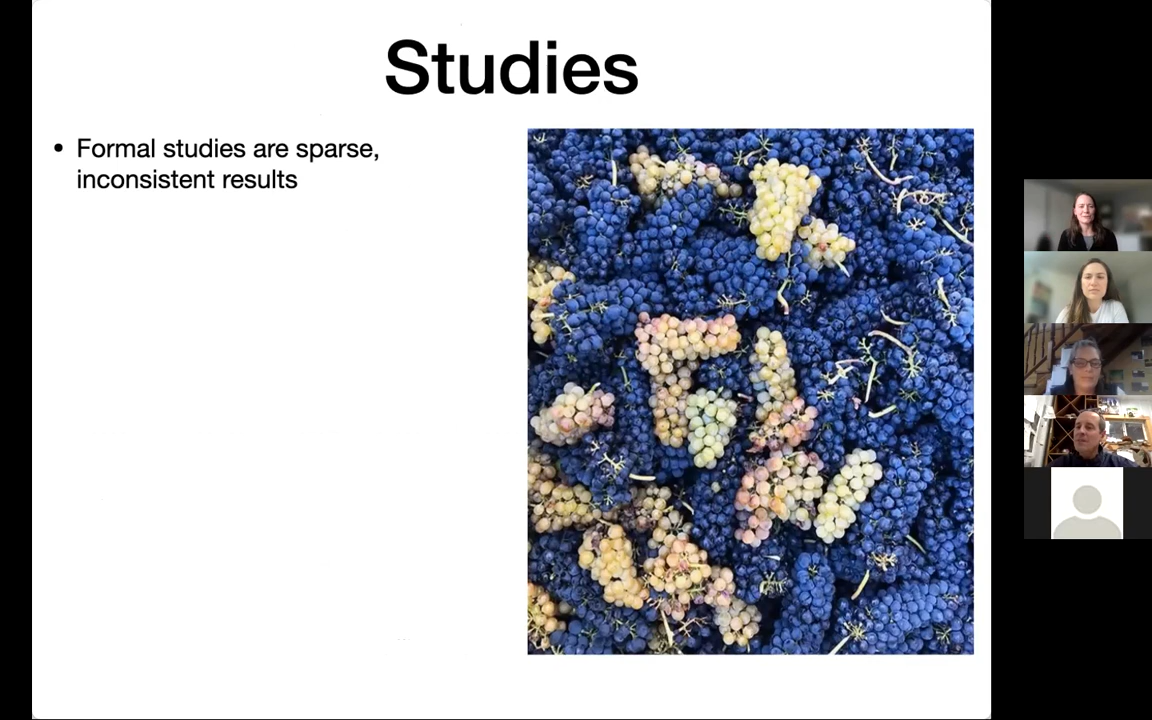 Studies
• Formal studies are sparse,
inconsistent results